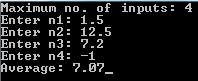 Maximum no. of inputs: 4
Enter n1: 1.5
Enter n2: 12.5
Enter n3: 7.2
Enter n4: -1
Average: 7.07_